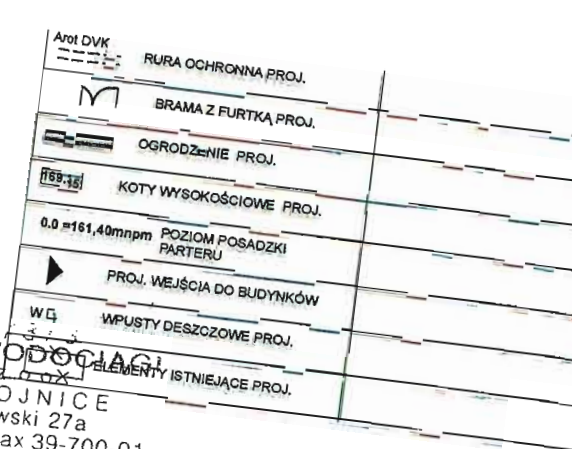 Arot DVK
RURA OCHRONNA PROJ.
BRAMA Z FURTKĄ PROJ.
OGRODZENIE PROJ.
169.15
KOTY WYSOKOŚCIOWE PROJ.
0.0 =161,40mnpm POZIOM POSADZKI
PARTERU
PROJ. WEJŚCIA DO BUDYNKÓW
WPUSTY DESZCZOWE PROJ.
ODOCIĄGI
ELEMENTY ISTNIEJĄCE PROJ.
OJNICE
wski 27a
ax 39-700-01